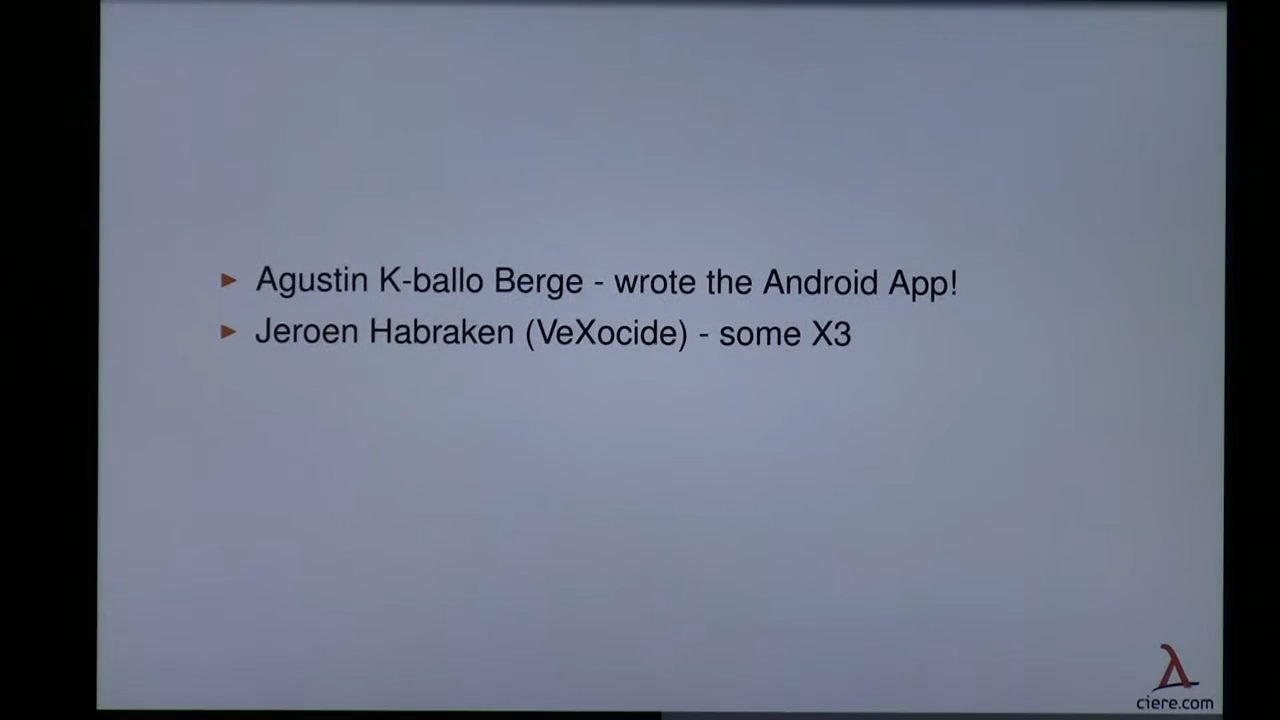 ▶ Agustin K-ballo Berge - wrote the Android App!
▶ Jeroen Habraken (VeXocide) - some X3
ciere.com